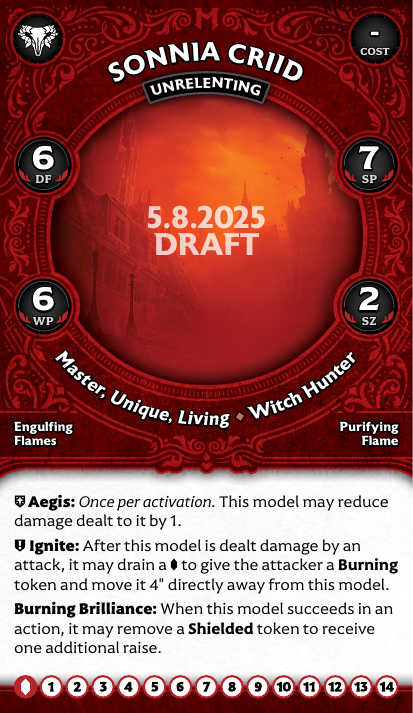 SONNIA CRIID
UNRELENTING
-
COST
6
DF
7
SP
5.8.2025
DRAFT
6
WP
2
SZ
Master, Unique, Living ⬥ Witch Hunter
Engulfing
Flames
Purifying
Flame
Aegis: Once per activation. This model may reduce
damage dealt to it by 1.
Ignite: After this model is dealt damage by an
attack, it may drain a to give the attacker a Burning
token and move it 4" directly away from this model.
Burning Brilliance: When this model succeeds in an
action, it may remove a Shielded token to receive
one additional raise.
1 2 3 4 5 6 7 8 9 10 11 12 13 14